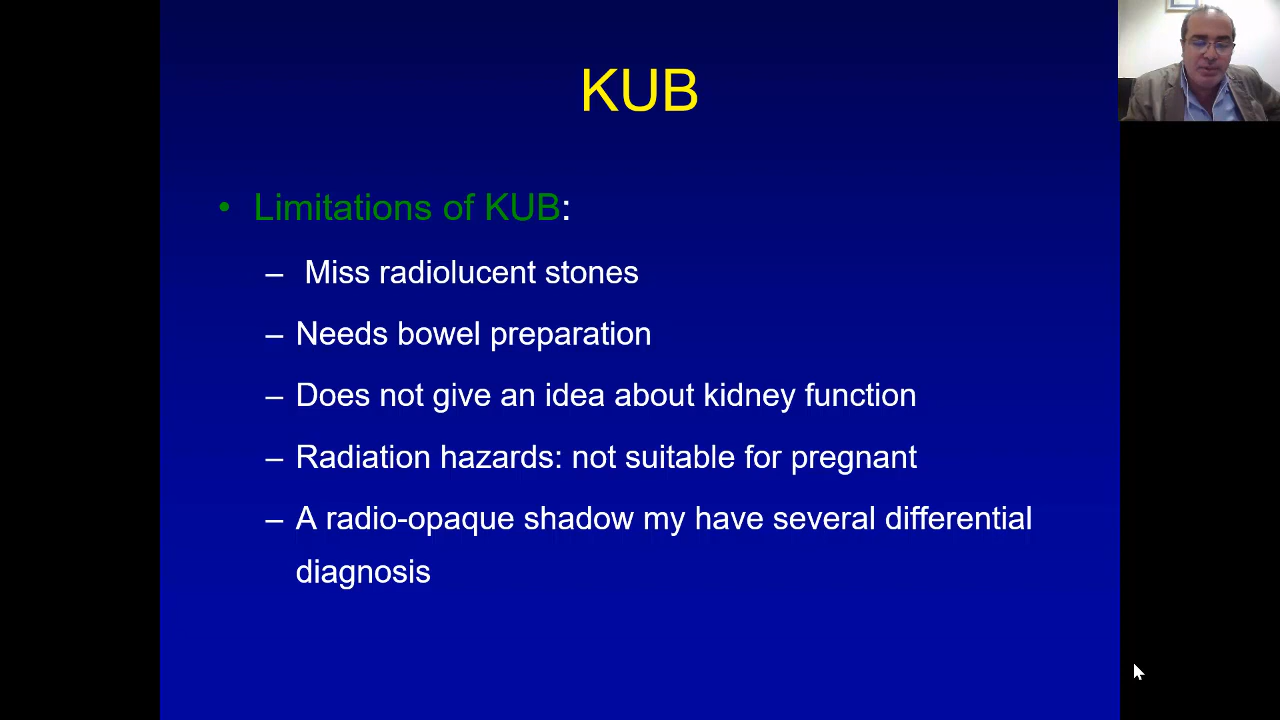 KUB
• Limitations of KUB:
– Miss radiolucent stones
– Needs bowel preparation
– Does not give an idea about kidney function
– Radiation hazards: not suitable for pregnant
– A radio-opaque shadow my have several differential
diagnosis